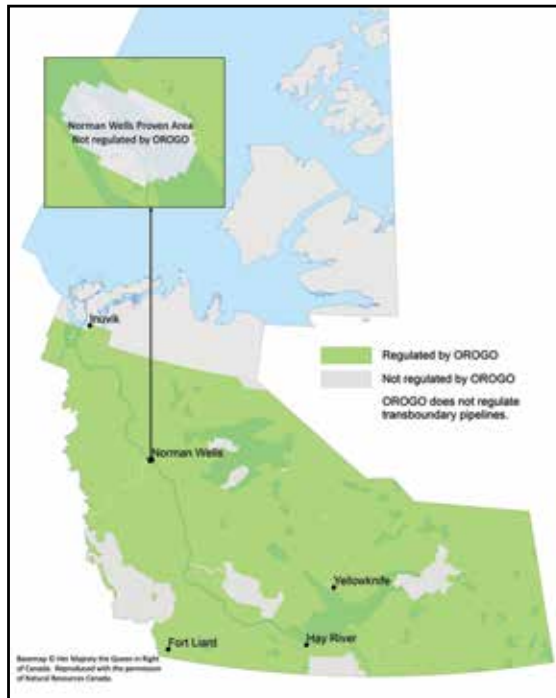 Norman Wells Proven Area
Not regulated by OROGO
Inuvik
Regulated by OROGO
Not regulated by OROGO
OROGO does not regulate
transboundary pipelines.
Norman Wells
Yellowknife
Fort Liard
Hay River
Basemap © Her Majesty the Queen in Right
of Canada. Reproduced with the permission
of Natural Resources Canada.